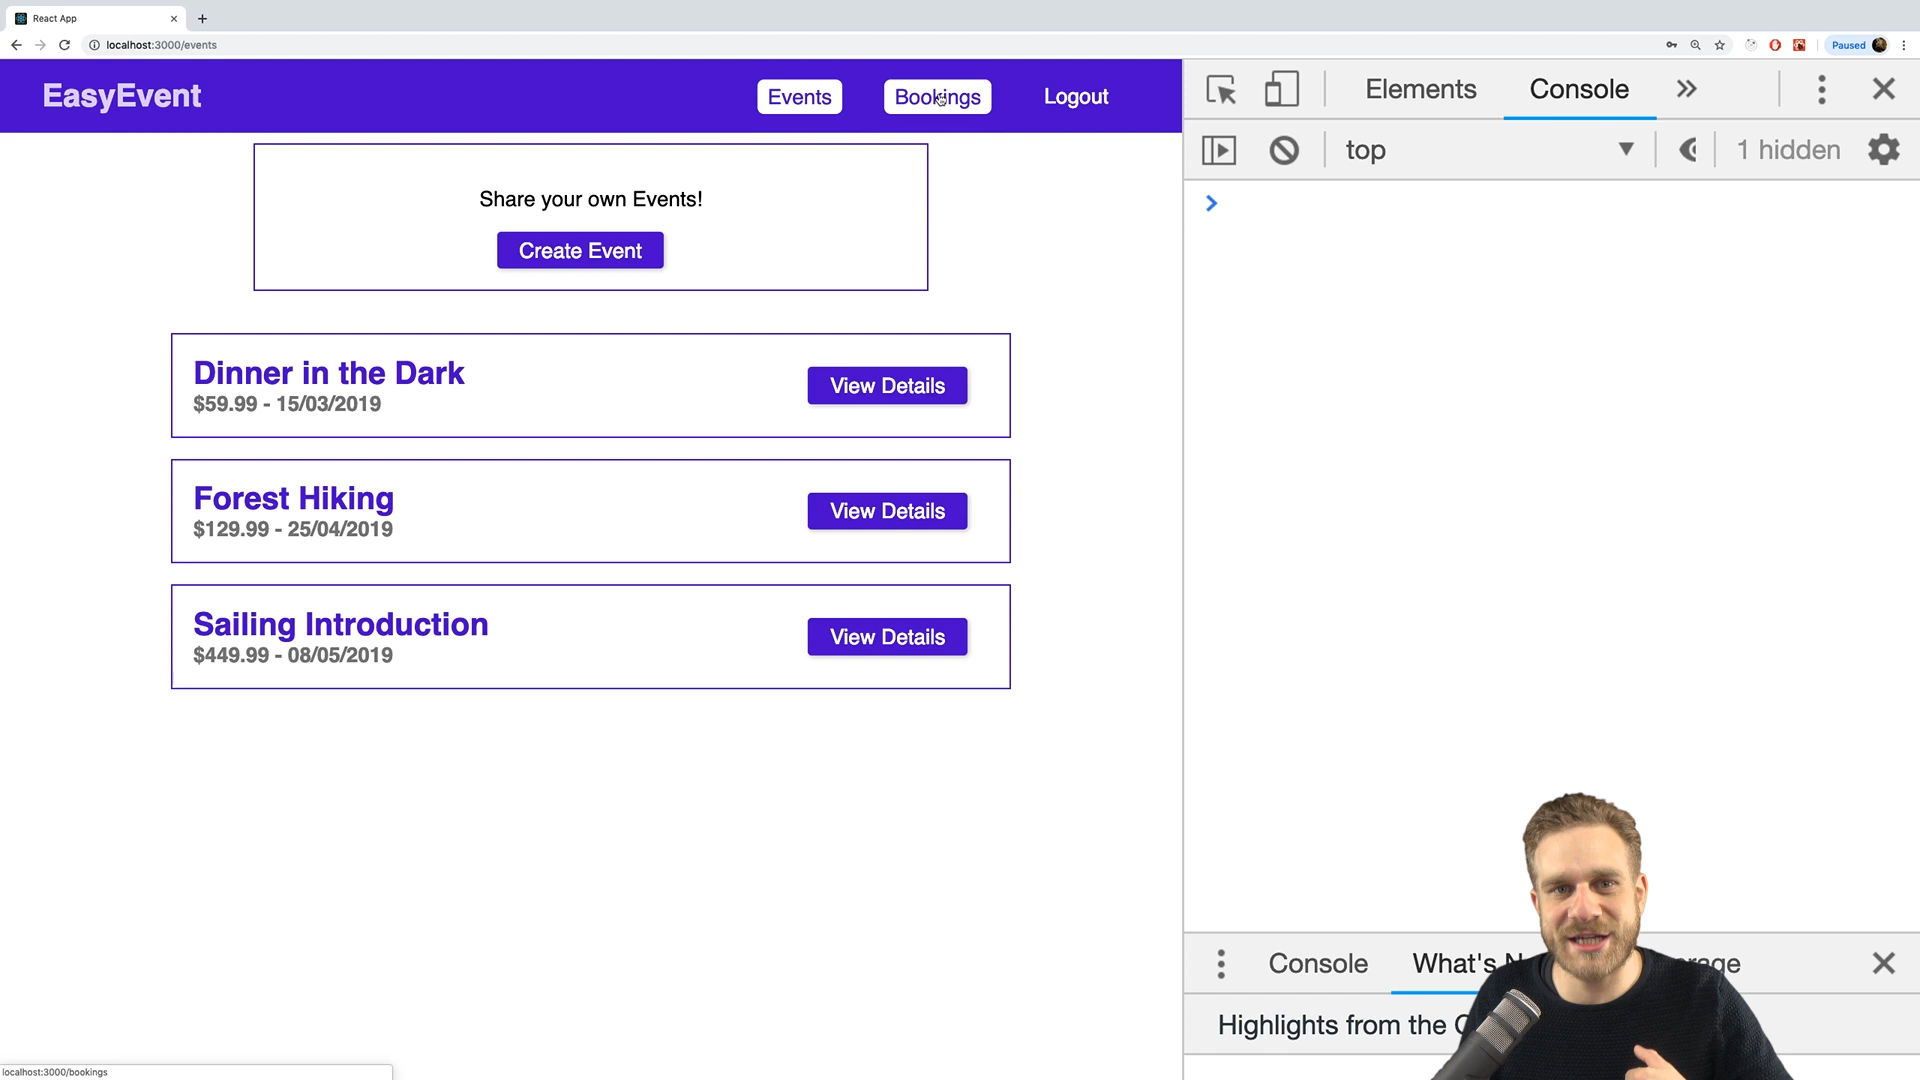 React App
localhost:3000/events
Paused
EasyEvent
Events
Bookings
Logout
Elements
Console
top
1 hidden
Share your own Events!
Create Event
Dinner in the Dark
$59.99 - 15/03/2019
View Details
Forest Hiking
$129.99 - 25/04/2019
View Details
Sailing Introduction
$449.99 - 08/05/2019
View Details
Console
What's
Highlights from the
localhost:3000/bookings